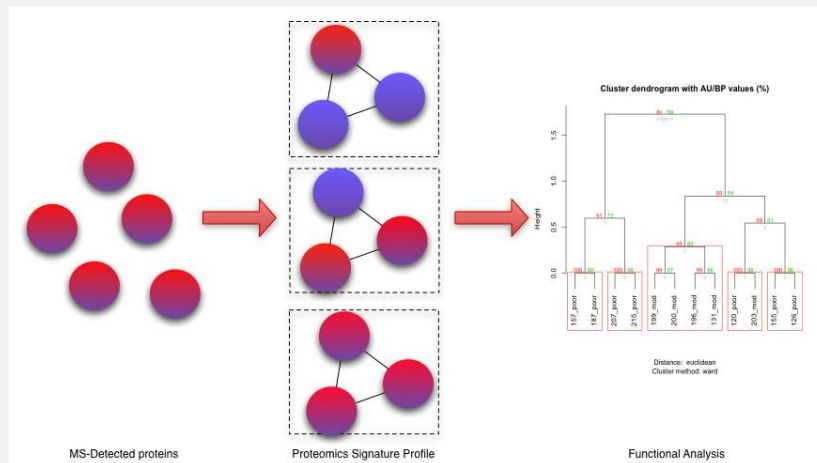 Cluster dendrogram with AU/BP values (%)
Height
1.5
1.0
0.5
0.0
157_poor
187_poor
207_poor
215_poor
199_mod
200_mod
196_mod
131_mod
120_poor
203_mod
155_poor
126_poor
Distance: euclidean
Cluster method: ward
MS-Detected proteins
Proteomics Signature Profile
Functional Analysis